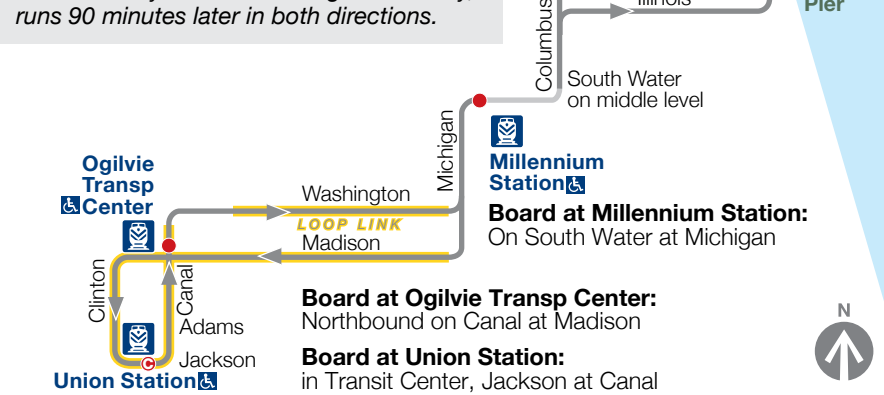 runs 90 minutes later in both directions.
Columbus
Illinois
Pier
South Water
on middle level
Michigan
Millennium
Station
Ogilvie
Transp
Center
Washington
LOOP LINK
Madison
Board at Millennium Station:
On South Water at Michigan
Clinton
Canal
Adams
Jackson
C
Union Station
Board at Ogilvie Transp Center:
Northbound on Canal at Madison
Board at Union Station:
in Transit Center, Jackson at Canal
N